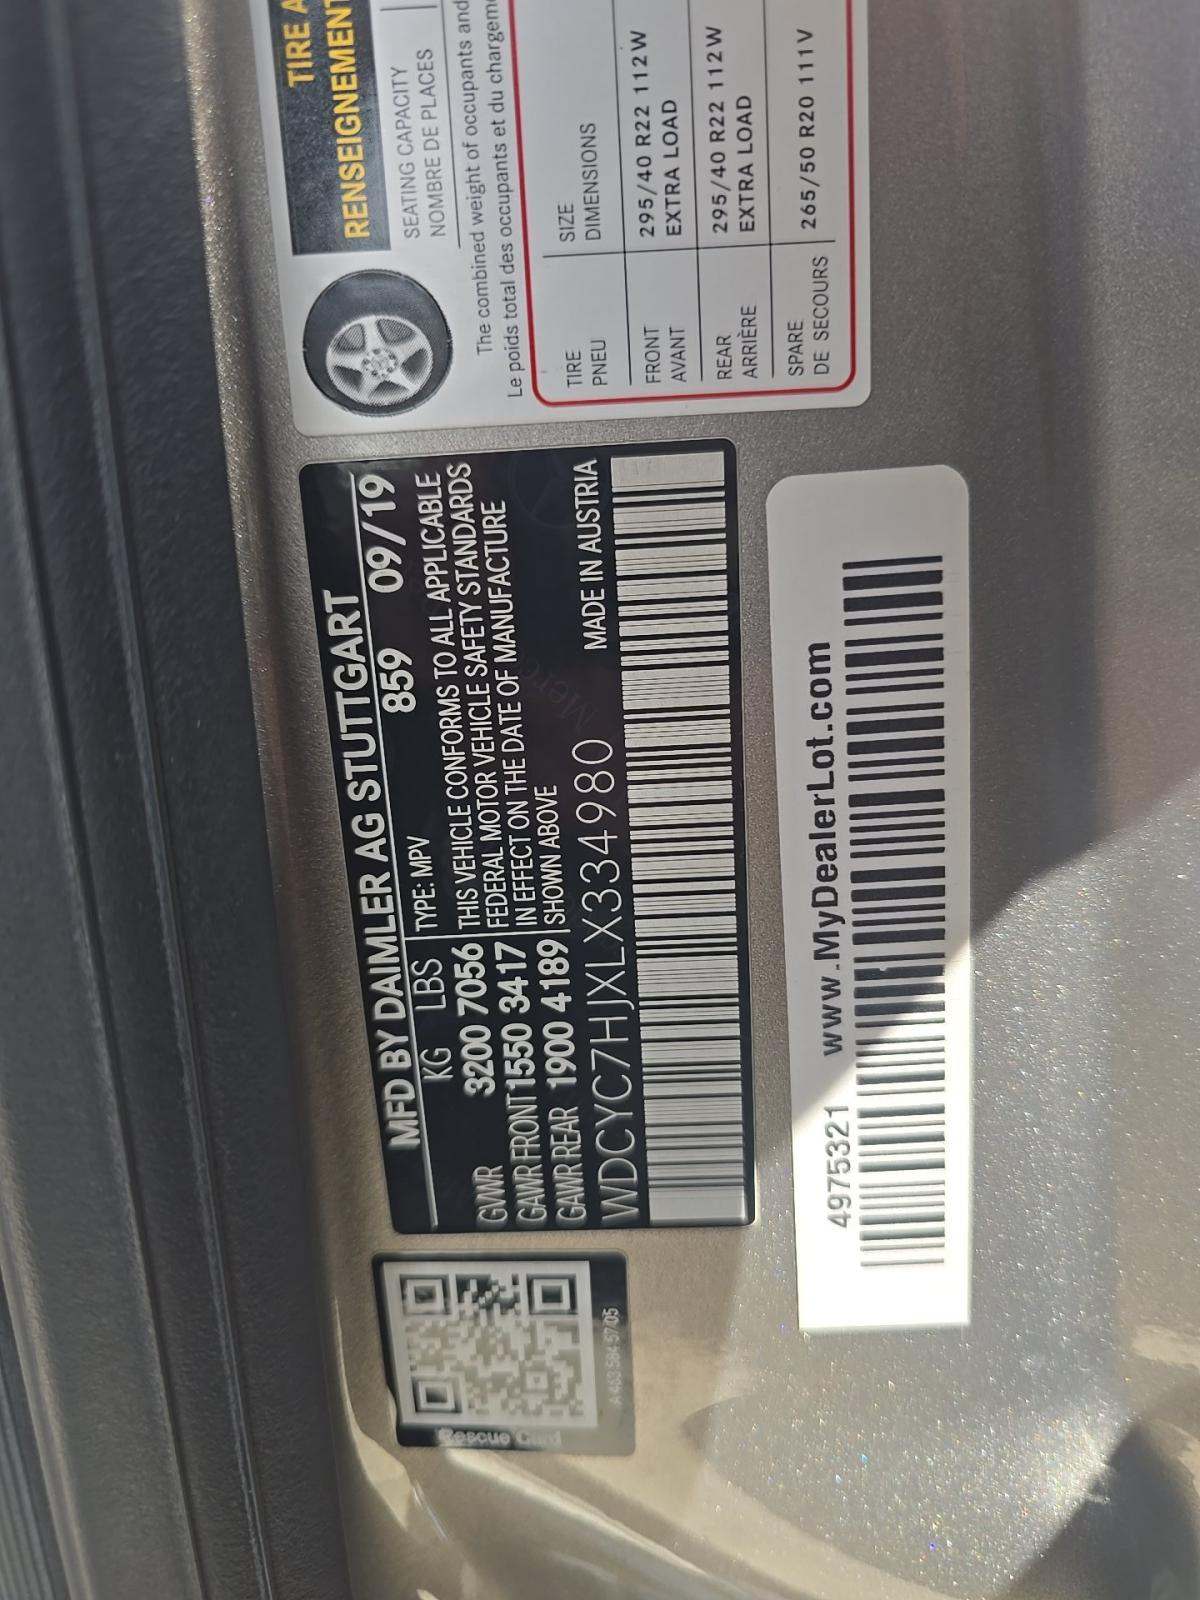 TIRE A
RENSEIGNEMENT
SEATING CAPACITY
NOMBRE DE PLACES
The combined weight of occupants and
Le poids total des occupants et du chargeme
TIRE SIZE
PNEU DIMENSIONS
FRONT 295/40 R22 112W
AVANT EXTRA LOAD
REAR 295/40 R22 112W
ARRIÈRE EXTRA LOAD
SPARE 265/50 R20 111V
DE SECOURS
MFD BY DAIMLER AG STUTTGART
KG LBS TYPE: MPV 859 09/19
GVWR 3200 7056 THIS VEHICLE CONFORMS TO ALL APPLICABLE
GAWR FRONT 1550 3417 FEDERAL MOTOR VEHICLE SAFETY STANDARDS
GAWR REAR 1900 4189 IN EFFECT ON THE DATE OF MANUFACTURE
SHOWN ABOVE
WDCYC7HJXLX334980 MADE IN AUSTRIA
Rescue Card
4975321 www.MyDealerLot.com